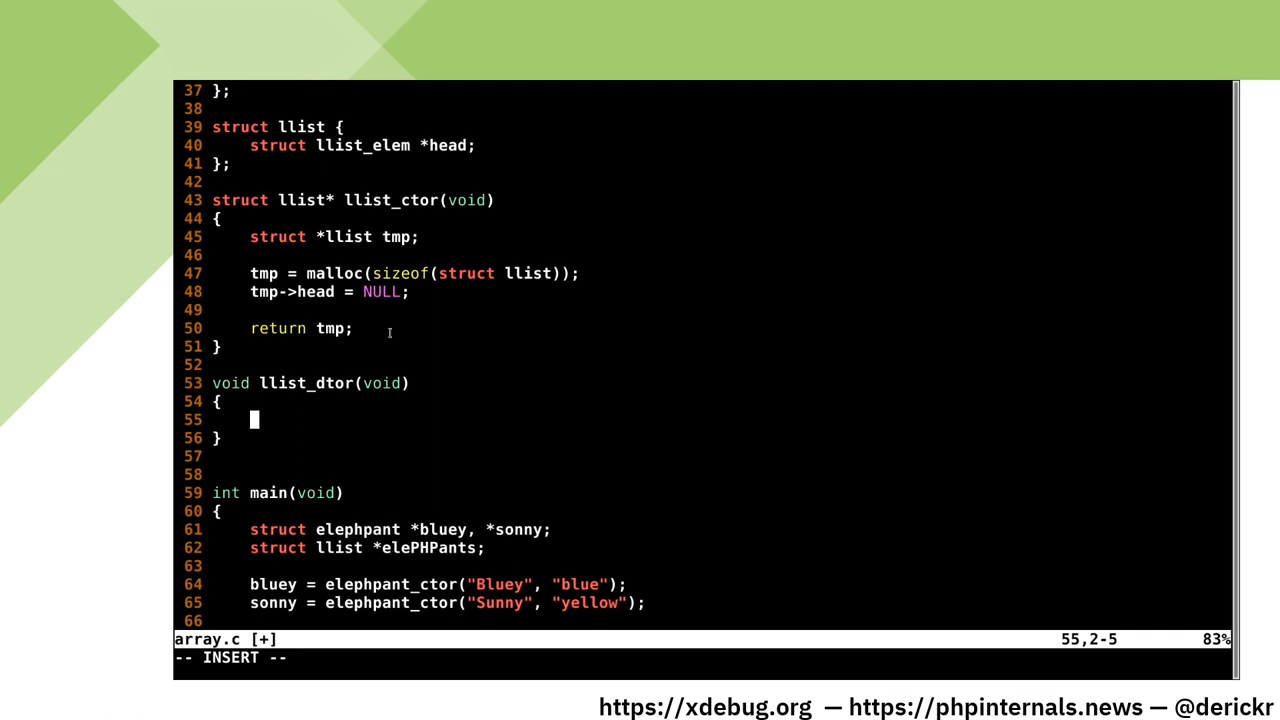 37 };
38
39 struct llist {
40     struct llist_elem *head;
41 };
42
43 struct llist* llist_ctor(void)
44 {
45     struct *llist tmp;
46
47     tmp = malloc(sizeof(struct llist));
48     tmp->head = NULL;
49
50     return tmp;
51 }
52
53 void llist_dtor(void)
54 {
55
56 }
57
58
59 int main(void)
60 {
61     struct elephpant *bluey, *sonny;
62     struct llist *elePHPants;
63
64     bluey = elephpant_ctor("Bluey", "blue");
65     sonny = elephpant_ctor("Sunny", "yellow");
66
array.c [+] 55,2-5 83%
-- INSERT --
https://xdebug.org — https://phpinternals.news — @derickr